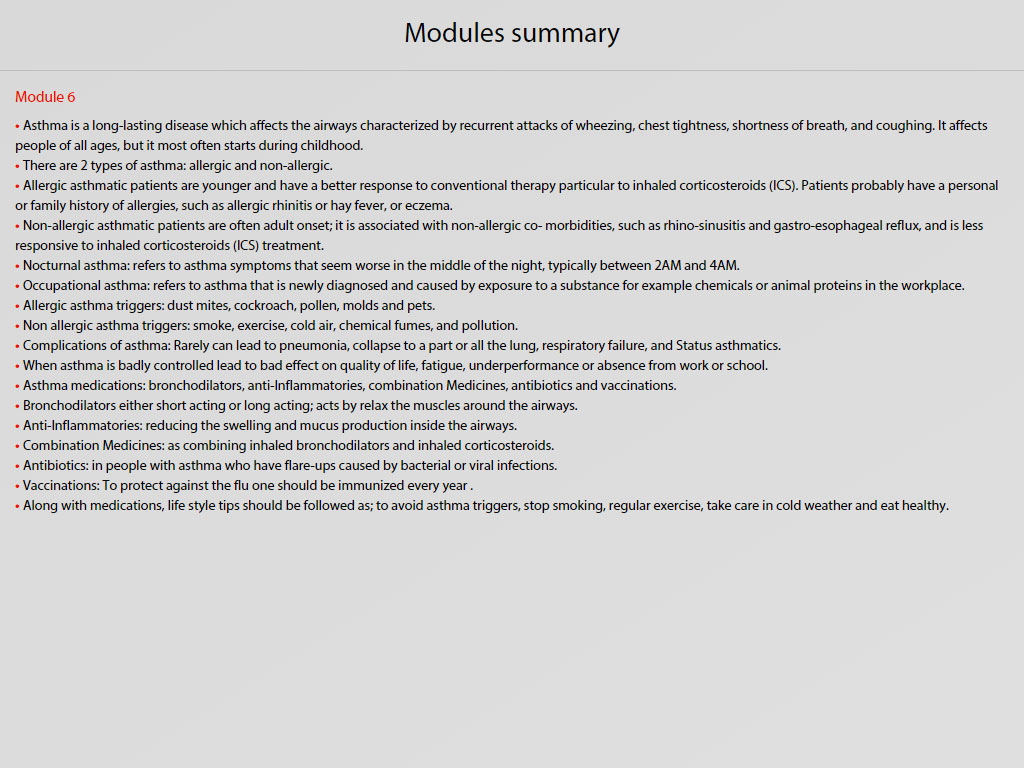 Modules summary
Module 6
• Asthma is a long-lasting disease which affects the airways characterized by recurrent attacks of wheezing, chest tightness, shortness of breath, and coughing. It affects
people of all ages, but it most often starts during childhood.
• There are 2 types of asthma: allergic and non-allergic.
• Allergic asthmatic patients are younger and have a better response to conventional therapy particular to inhaled corticosteroids (ICS). Patients probably have a personal
or family history of allergies, such as allergic rhinitis or hay fever, or eczema.
• Non-allergic asthmatic patients are often adult onset; it is associated with non-allergic co- morbidities, such as rhino-sinusitis and gastro-esophageal reflux, and is less
responsive to inhaled corticosteroids (ICS) treatment.
• Nocturnal asthma: refers to asthma symptoms that seem worse in the middle of the night, typically between 2AM and 4AM.
• Occupational asthma: refers to asthma that is newly diagnosed and caused by exposure to a substance for example chemicals or animal proteins in the workplace.
• Allergic asthma triggers: dust mites, cockroach, pollen, molds and pets.
• Non allergic asthma triggers: smoke, exercise, cold air, chemical fumes, and pollution.
• Complications of asthma: Rarely can lead to pneumonia, collapse to a part or all the lung, respiratory failure, and Status asthmatics.
• When asthma is badly controlled lead to bad effect on quality of life, fatigue, underperformance or absence from work or school.
• Asthma medications: bronchodilators, anti-Inflammatories, combination Medicines, antibiotics and vaccinations.
• Bronchodilators either short acting or long acting; acts by relax the muscles around the airways.
• Anti-Inflammatories: reducing the swelling and mucus production inside the airways.
• Combination Medicines: as combining inhaled bronchodilators and inhaled corticosteroids.
• Antibiotics: in people with asthma who have flare-ups caused by bacterial or viral infections.
• Vaccinations: To protect against the flu one should be immunized every year .
• Along with medications, life style tips should be followed as; to avoid asthma triggers, stop smoking, regular exercise, take care in cold weather and eat healthy.